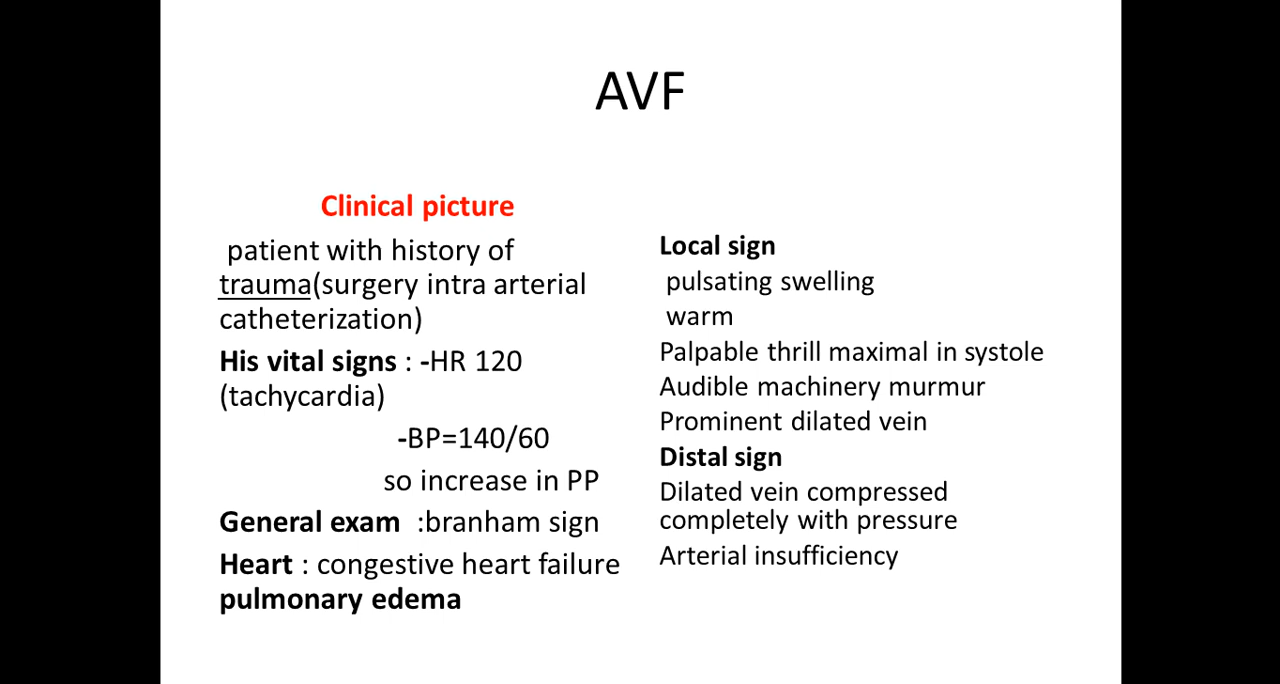 AVF
Clinical picture
patient with history of
trauma(surgery intra arterial
catheterization)
His vital signs : -HR 120
(tachycardia)
-BP=140/60
so increase in PP
General exam :branham sign
Heart : congestive heart failure
pulmonary edema
Local sign
pulsating swelling
warm
Palpable thrill maximal in systole
Audible machinery murmur
Prominent dilated vein
Distal sign
Dilated vein compressed
completely with pressure
Arterial insufficiency